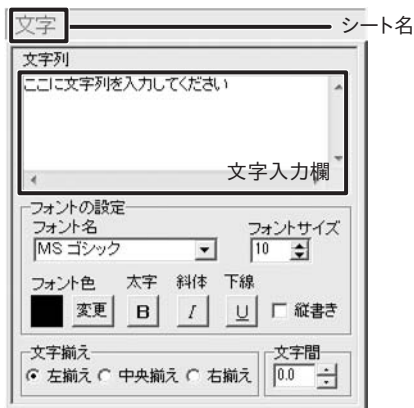 文字 シート名
文字列
ここに文字列を入力してください
文字入力欄
フォントの設定
フォント名 フォントサイズ
MS ゴシック 10
フォント色 太字 斜体 下線
変更 B I U 縦書き
文字揃え 文字間
左揃え 中央揃え 右揃え 0.0